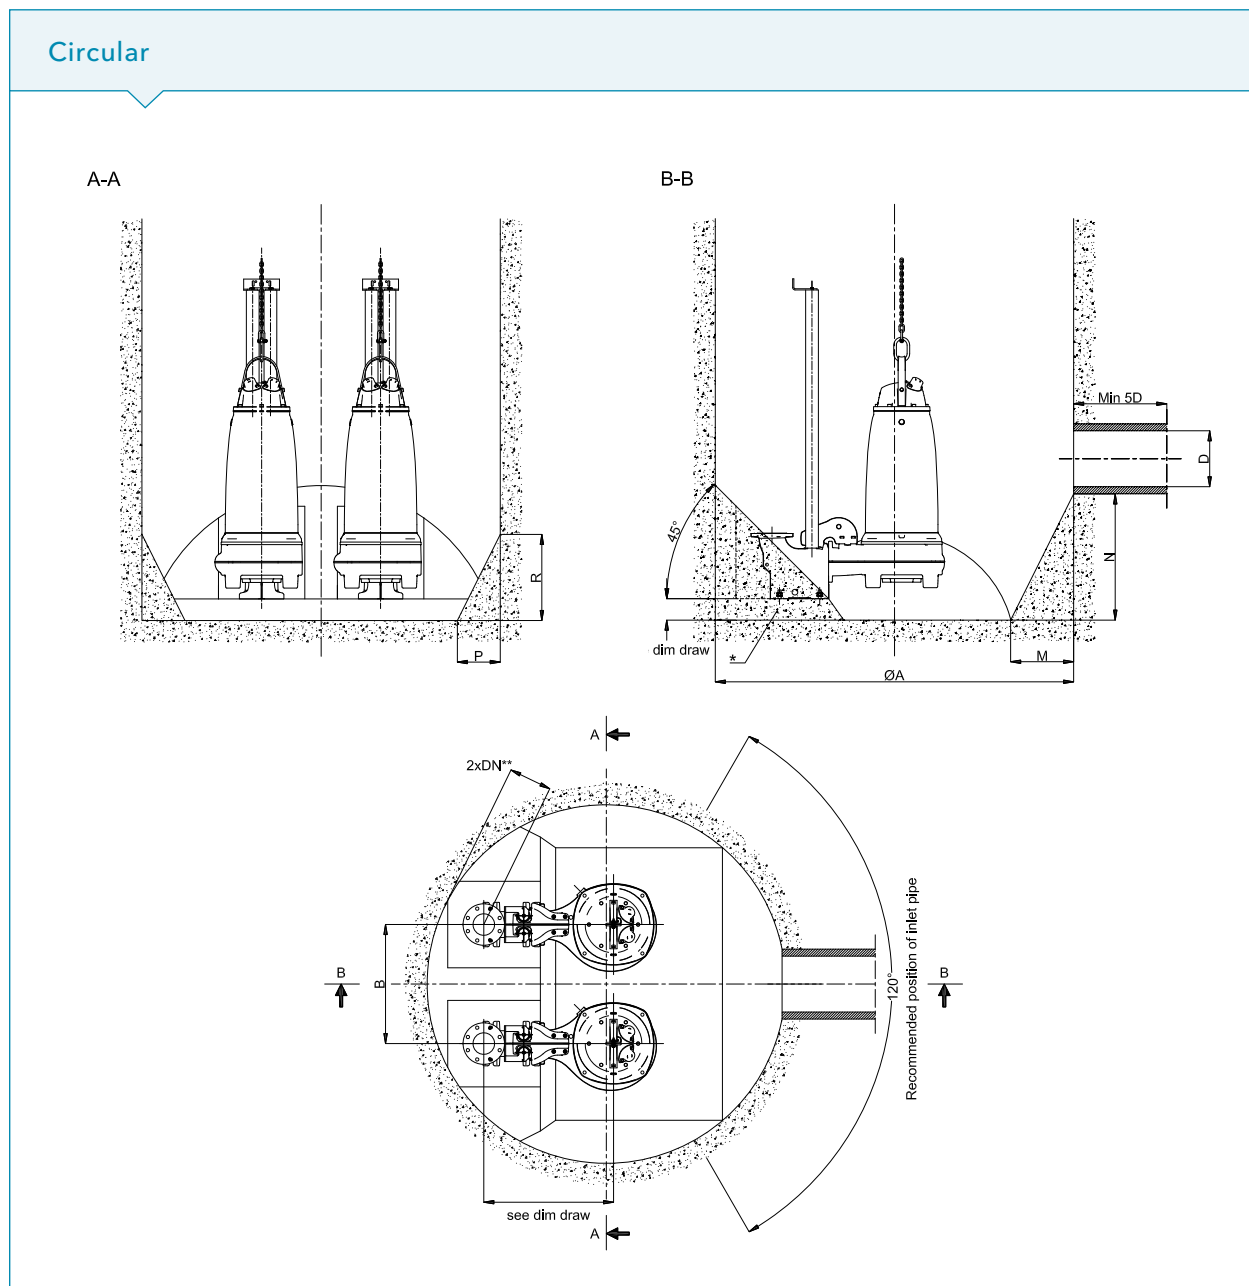 Circular
A-A
B-B
Min 5D
D
45°
N
R
P
dim draw
*
M
ØA
A
2xDN**
B
B
B
120°
Recommended position of inlet pipe
see dim draw
A